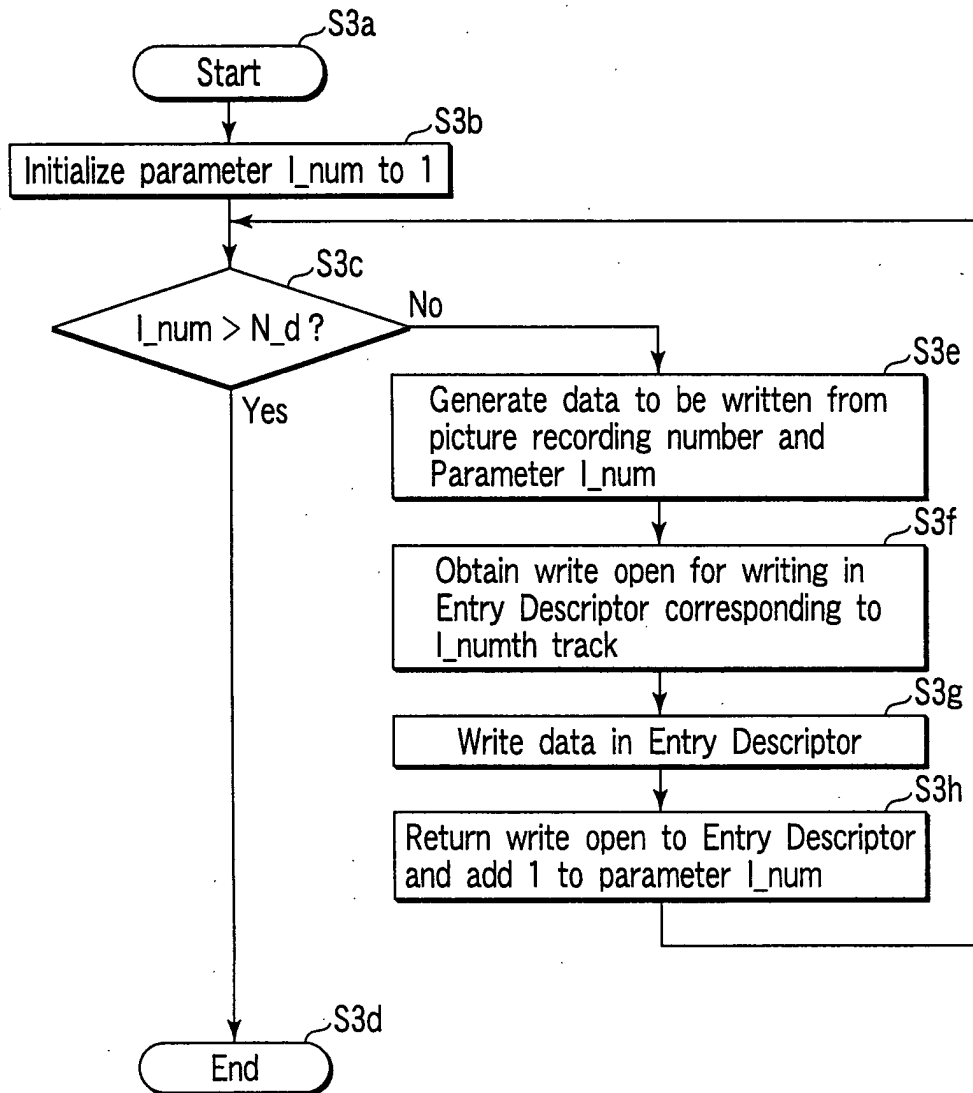 S3a
Start
S3b
Initialize parameter I_num to 1
S3c
I_num > N_d ?
No
Yes
S3e
Generate data to be written from
picture recording number and
Parameter I_num
S3f
Obtain write open for writing in
Entry Descriptor corresponding to
I_numth track
S3g
Write data in Entry Descriptor
S3h
Return write open to Entry Descriptor
and add 1 to parameter I_num
S3d
End